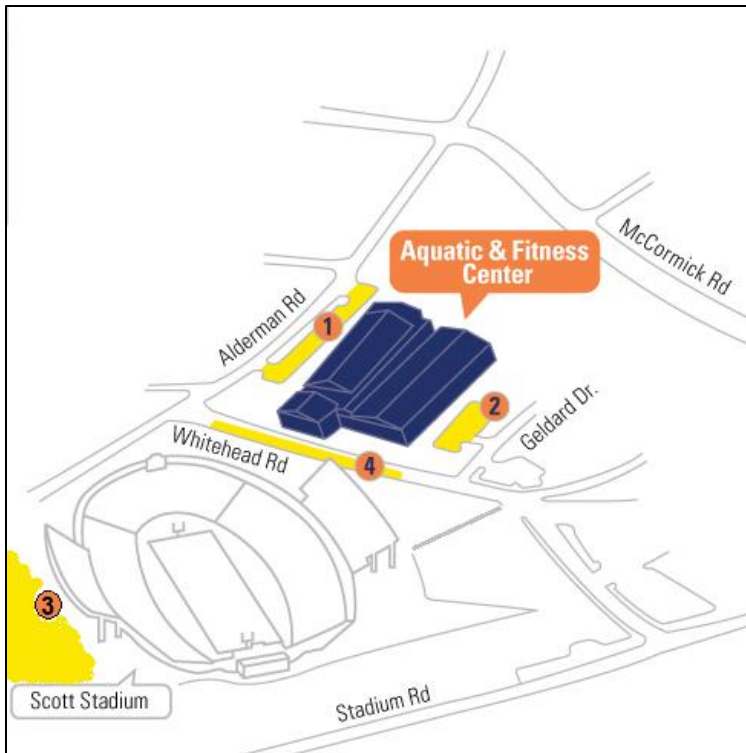 McCormick Rd
Aquatic & Fitness
Center
Alderman Rd
1
2
Geldard Dr.
Whitehead Rd
4
3
Scott Stadium
Stadium Rd